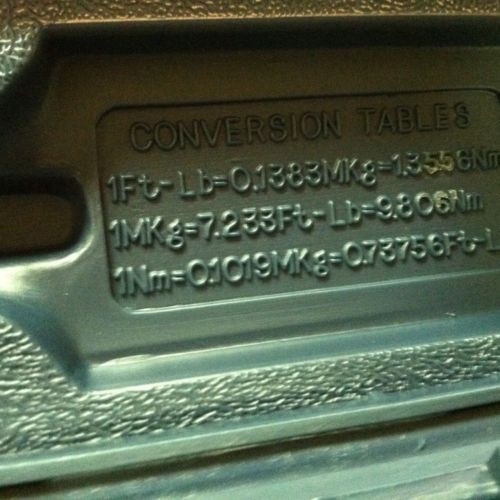 CONVERSION TABLES
1Ft-Lb=0.1383MKg=1.3556Nm
1MKg=7.233Ft-Lb=9.806Nm
1Nm=0.1019MKg=0.73756Ft-L